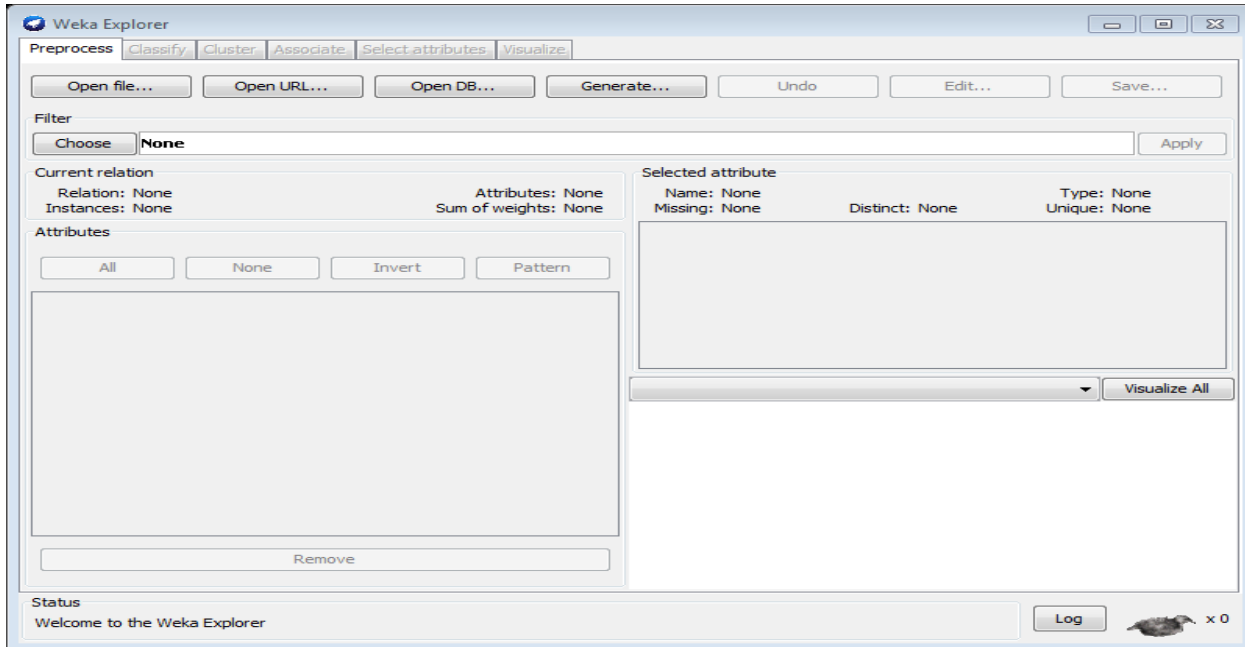 Weka Explorer
Preprocess Classify Cluster Associate Select attributes Visualize
Open file... Open URL... Open DB... Generate... Undo Edit... Save...
Filter
Choose None Apply
Current relation
Relation: None Attributes: None
Instances: None Sum of weights: None
Selected attribute
Name: None Type: None
Missing: None Distinct: None Unique: None
Attributes
All None Invert Pattern
Visualize All
Remove
Status
Welcome to the Weka Explorer
Log x 0